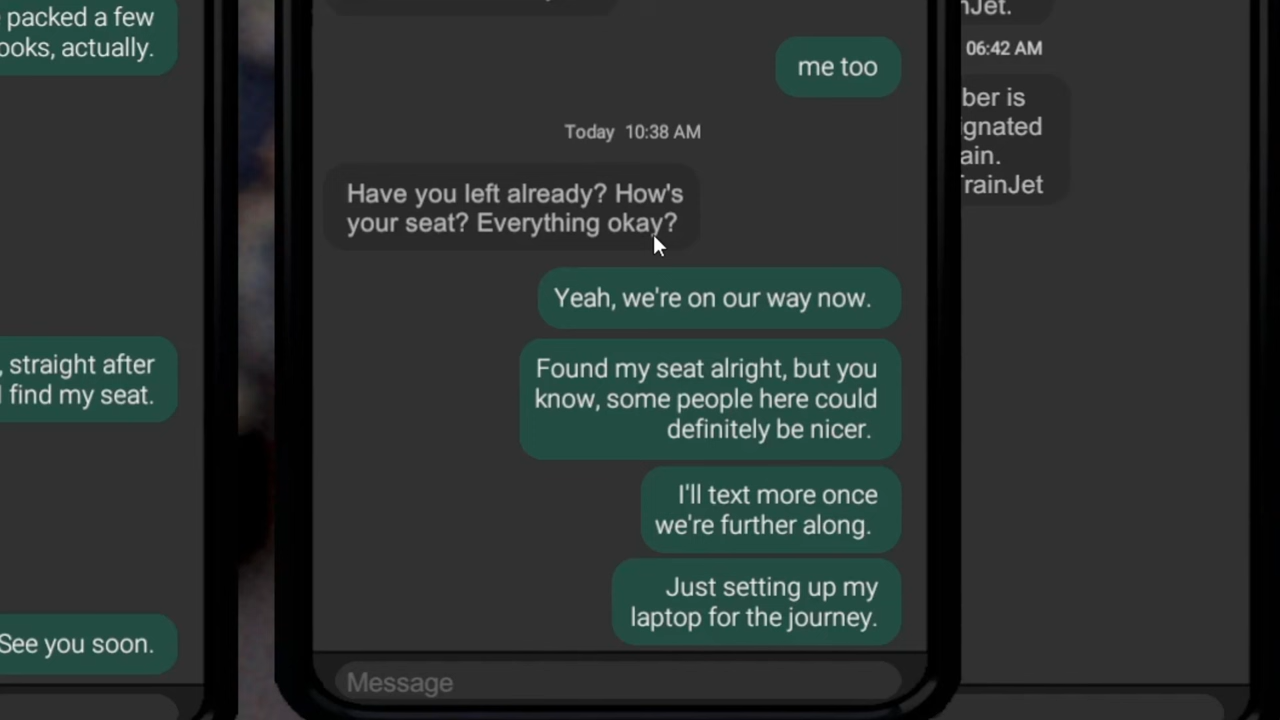 packed a few
ooks, actually.
, straight after
find my seat.
See you soon.
me too
Today 10:38 AM
Have you left already? How's
your seat? Everything okay?
Yeah, we're on our way now.
Found my seat alright, but you
know, some people here could
definitely be nicer.
I'll text more once
we're further along.
Just setting up my
laptop for the journey.
Message
nJet.
06:42 AM
ber is
ignated
ain.
TrainJet